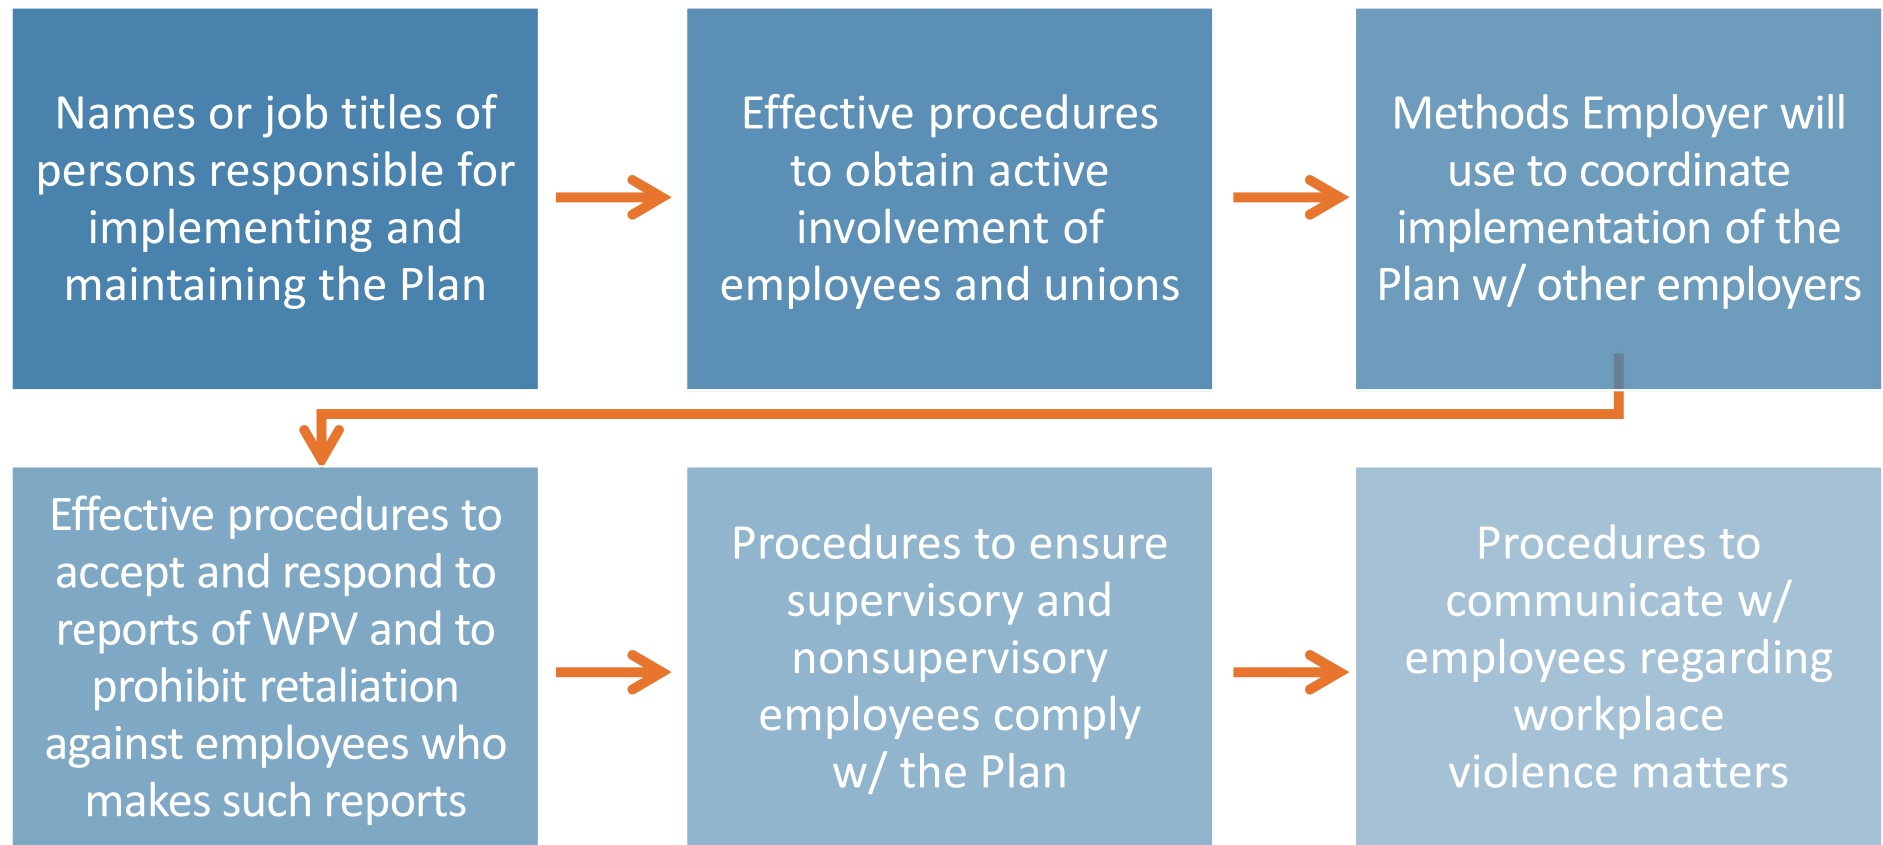 Names or job titles of
persons responsible for
implementing and
maintaining the Plan
Effective procedures
to obtain active
involvement of
employees and unions
Methods Employer will
use to coordinate
implementation of the
Plan w/ other employers
Effective procedures to
accept and respond to
reports of WPV and to
prohibit retaliation
against employees who
makes such reports
Procedures to ensure
supervisory and
nonsupervisory
employees comply
w/ the Plan
Procedures to
communicate w/
employees regarding
workplace
violence matters